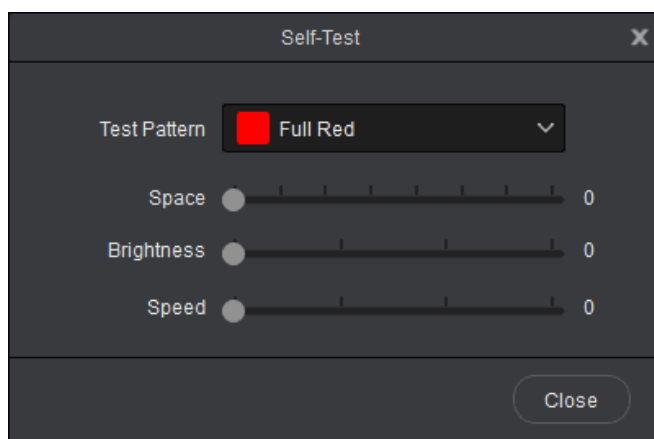 Self-Test
Test Pattern Full Red
Space 0
Brightness 0
Speed 0
Close